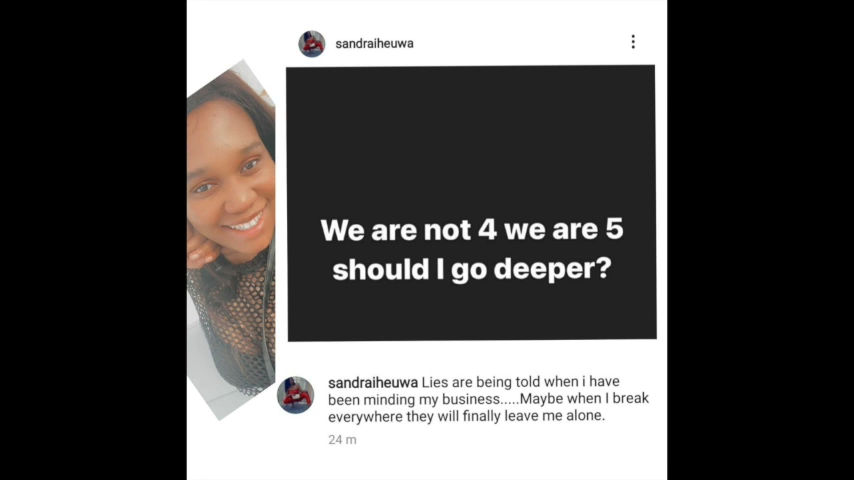 sandraiheuwa
We are not 4 we are 5
should I go deeper?
sandraiheuwa Lies are being told when i have
been minding my business.....Maybe when I break
everywhere they will finally leave me alone.
24 m